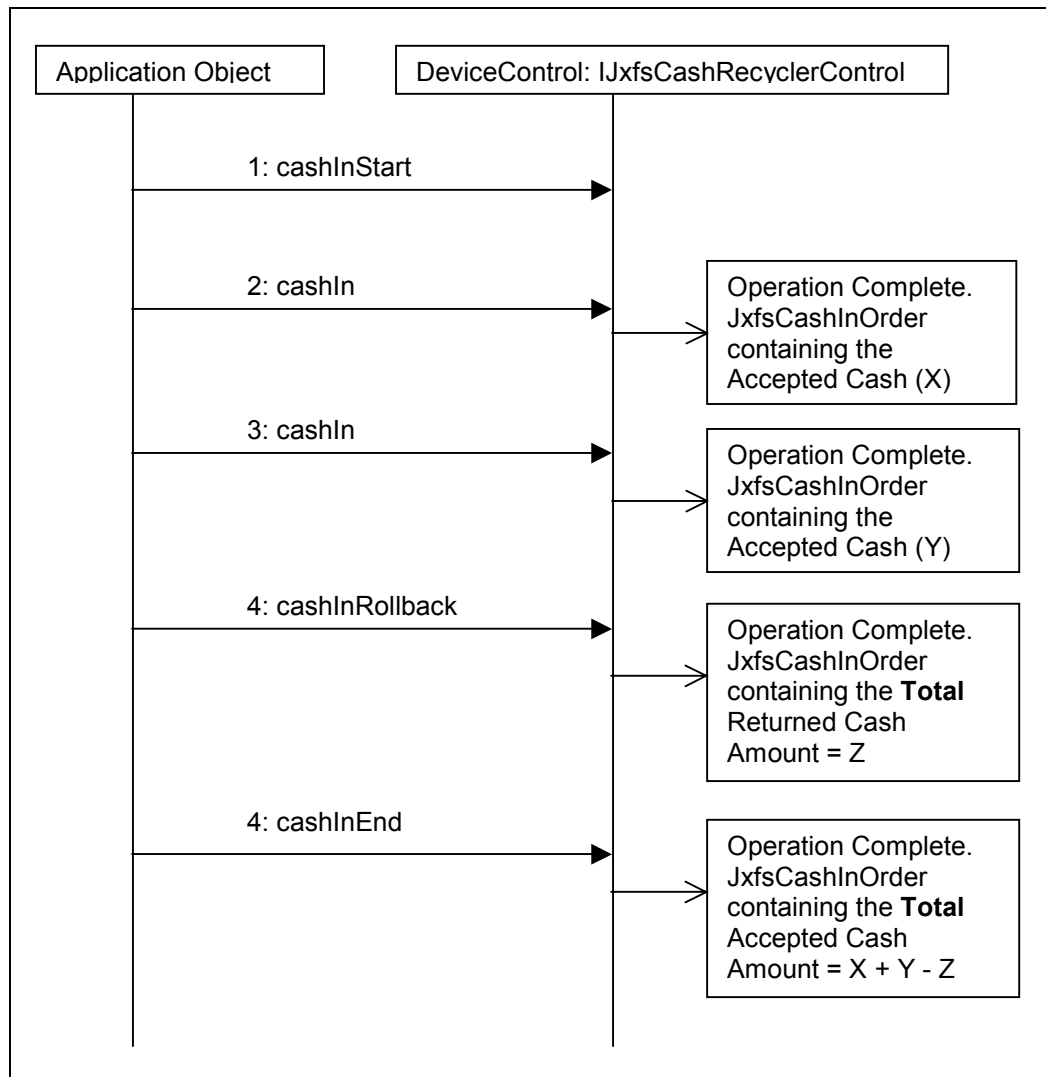 Application Object
DeviceControl: IJxfsCashRecyclerControl
1: cashInStart
2: cashIn
Operation Complete.
JxfsCashInOrder
containing the
Accepted Cash (X)
3: cashIn
Operation Complete.
JxfsCashInOrder
containing the
Accepted Cash (Y)
4: cashInRollback
Operation Complete.
JxfsCashInOrder
containing the Total
Returned Cash
Amount = Z
4: cashInEnd
Operation Complete.
JxfsCashInOrder
containing the Total
Accepted Cash
Amount = X + Y - Z